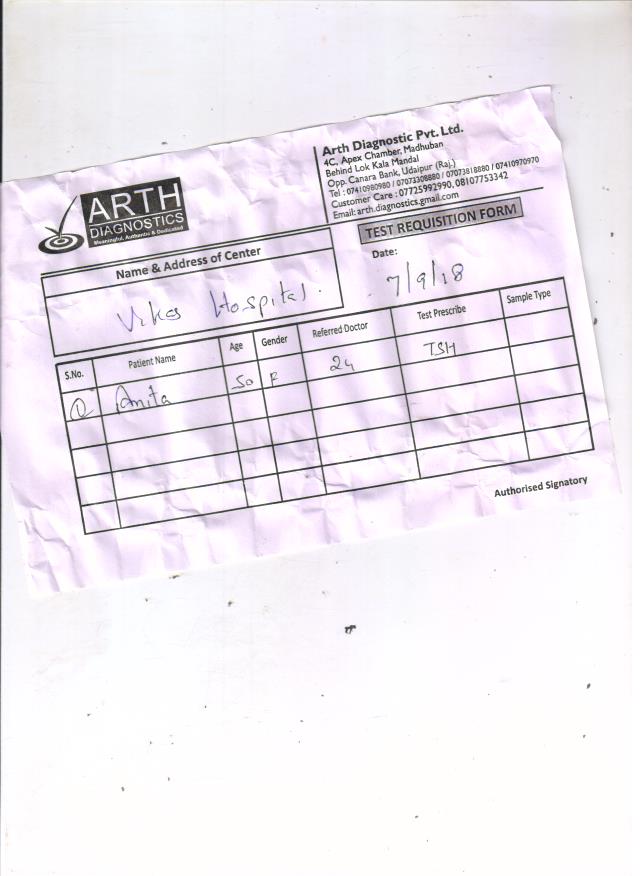 ARTH
DIAGNOSTICS
Meaningful, Authentic & Dedicated
Arth Diagnostic Pvt. Ltd.
4C, Apex Chamber, Madhuban
Behind Lok Kala Mandal
Opp. Canara Bank, Udaipur (Raj.)
Tel : 07410980980 / 07073308880 / 07073818880 / 07410970970
Customer Care : 07725992990, 08107753342
Email: arth.diagnostics.gmail.com
TEST REQUISITION FORM
Name & Address of Center
Vikas Hospital.
Date:
7/9/18
S.No. Patient Name Age Gender Referred Doctor Test Prescribe Sample Type
1 Anita 50 F 24 TSH
Authorised Signatory